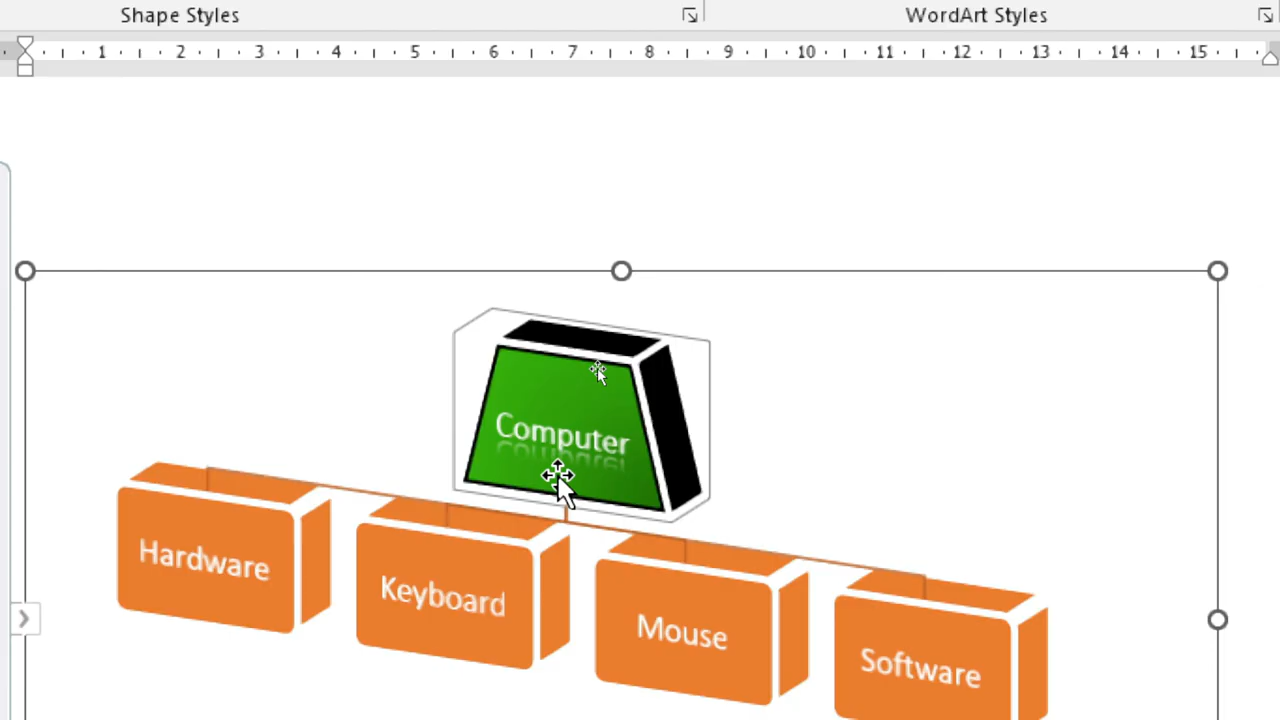 Shape Styles
WordArt Styles
1 2 3 4 5 6 7 8 9 10 11 12 13 14 15
Computer
Hardware
Keyboard
Mouse
Software